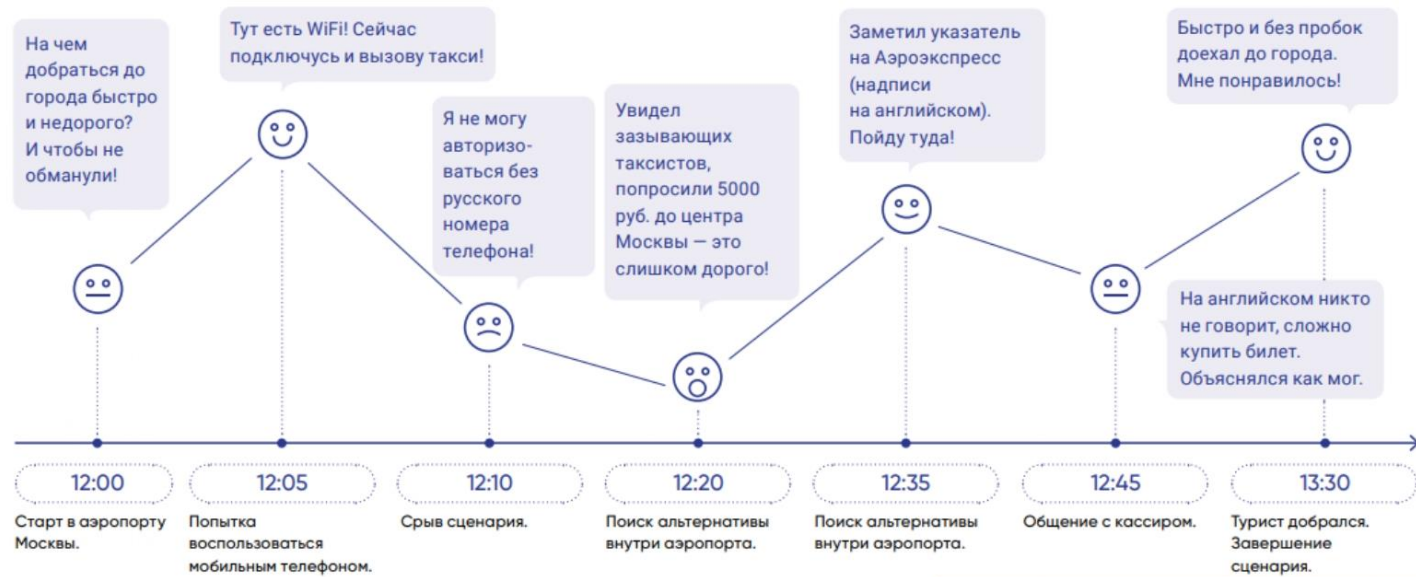 На чем
добраться до
города быстро
и недорого?
И чтобы не
обманули!
Тут есть WiFi! Сейчас
подключусь и вызову такси!
Я не могу
авторизо-
ваться без
русского
номера
телефона!
Увидел
зазывающих
таксистов,
попросили 5000
руб. до центра
Москвы — это
слишком дорого!
Заметил указатель
на Аэроэкспресс
(надписи
на английском).
Пойду туда!
На английском никто
не говорит, сложно
купить билет.
Объяснялся как мог.
Быстро и без пробок
доехал до города.
Мне понравилось!
12:00
Старт в аэропорту
Москвы.
12:05
Попытка
воспользоваться
мобильным телефоном.
12:10
Срыв сценария.
12:20
Поиск альтернативы
внутри аэропорта.
12:35
Поиск альтернативы
внутри аэропорта.
12:45
Общение с кассиром.
13:30
Турист добрался.
Завершение
сценария.